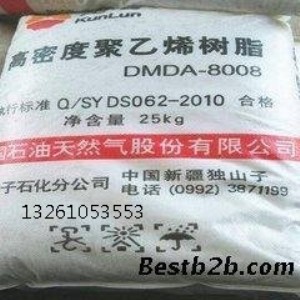 KunLun
高密度聚乙烯树脂
DMDA-8008
执行标准 Q/SY DS062-2010 合格
净含量 25kg
国石油天然气股份有限公司
子石化分公司 中国新疆独山子
电话 (0992) 3871199
13261053553
Bestb2b.com